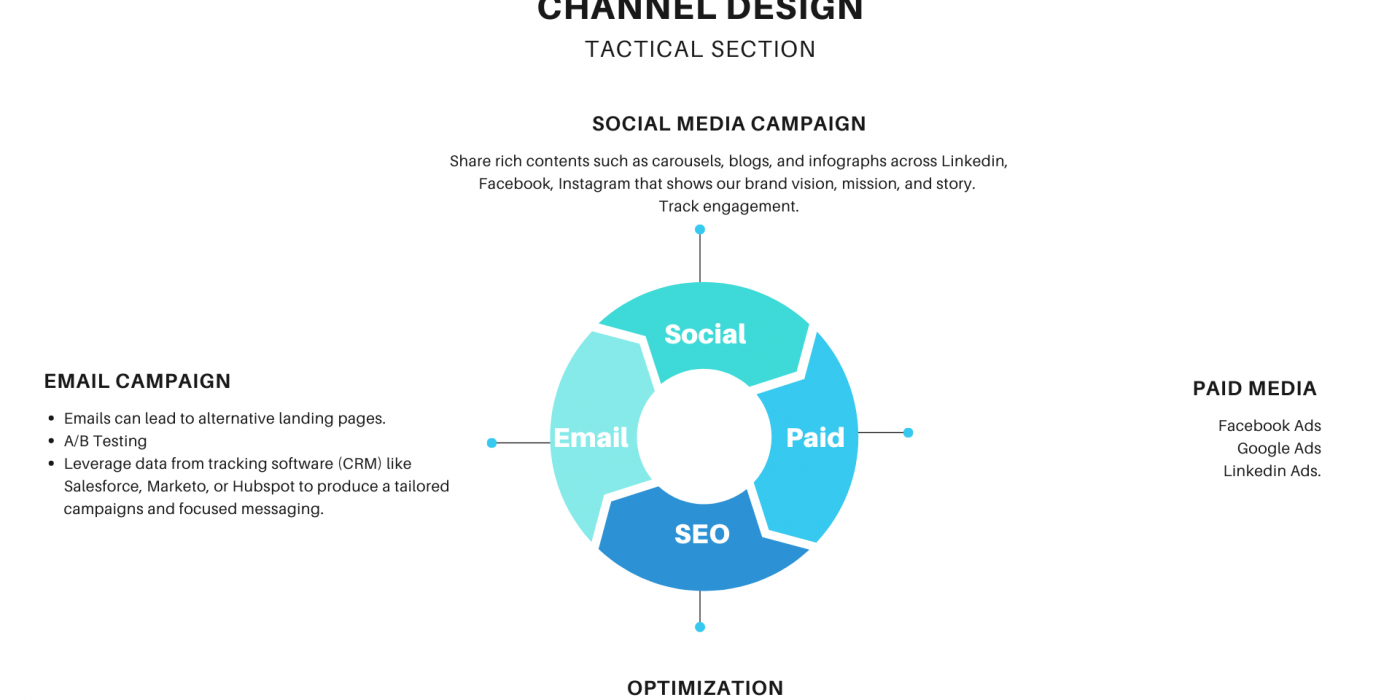 CHANNEL DESIGN
TACTICAL SECTION
SOCIAL MEDIA CAMPAIGN
Share rich contents such as carousels, blogs, and infographs across Linkedin,
Facebook, Instagram that shows our brand vision, mission, and story.
Track engagement.
Social
EMAIL CAMPAIGN
• Emails can lead to alternative landing pages.
• A/B Testing
• Leverage data from tracking software (CRM) like
Salesforce, Marketo, or Hubspot to produce a tailored
campaigns and focused messaging.
Email
Paid
PAID MEDIA
Facebook Ads
Google Ads
Linkedin Ads.
SEO
OPTIMIZATION